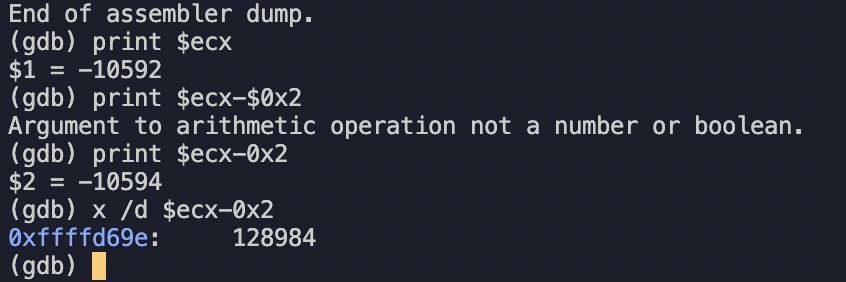 End of assembler dump.
(gdb) print $ecx
$1 = -10592
(gdb) print $ecx-$0x2
Argument to arithmetic operation not a number or boolean.
(gdb) print $ecx-0x2
$2 = -10594
(gdb) x /d $ecx-0x2
0xffffd69e:     128984
(gdb)